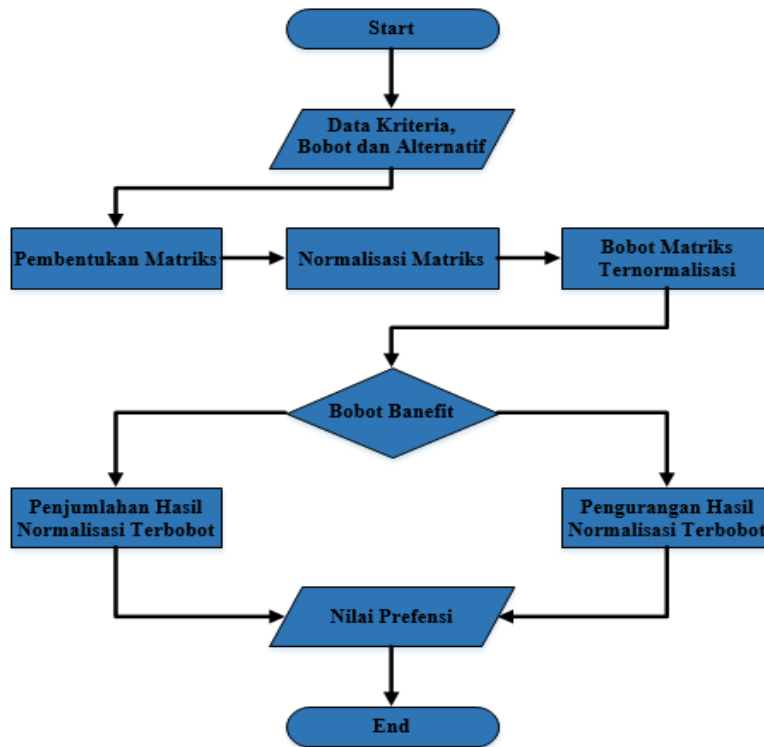 Start
Data Kriteria,
Bobot dan Alternatif
Pembentukan Matriks
Normalisasi Matriks
Bobot Matriks
Ternormalisasi
Bobot Banefit
Penjumlahan Hasil
Normalisasi Terbobot
Pengurangan Hasil
Normalisasi Terbobot
Nilai Prefensi
End